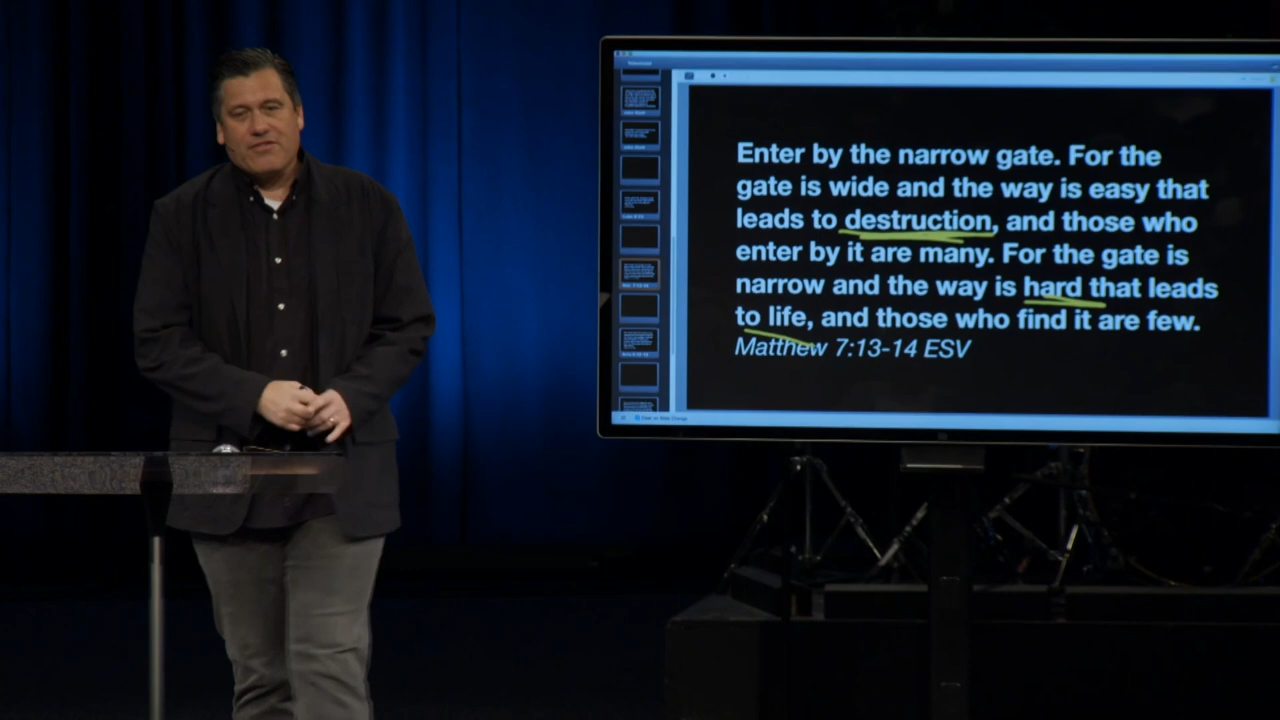 Enter by the narrow gate. For the
gate is wide and the way is easy that
leads to destruction, and those who
enter by it are many. For the gate is
narrow and the way is hard that leads
to life, and those who find it are few.
Matthew 7:13-14 ESV